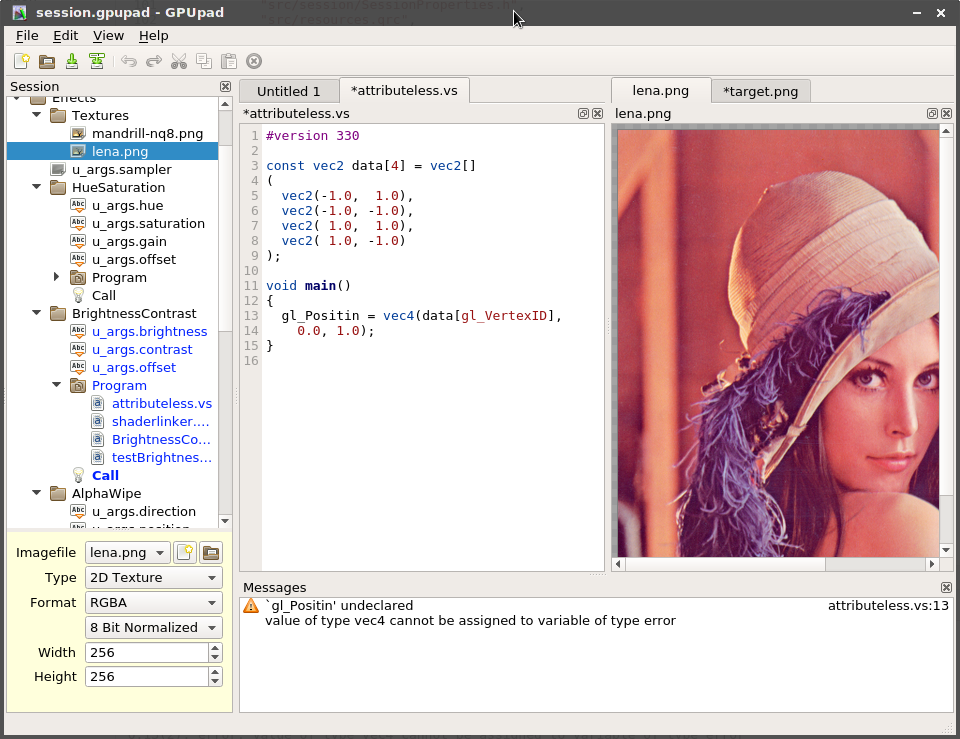 session.gpupad - GPUpad
File Edit View Help
Session
Effects
Textures
mandrill-nq8.png
lena.png
u_args.sampler
HueSaturation
u_args.hue
u_args.saturation
u_args.gain
u_args.offset
Program
Call
BrightnessContrast
u_args.brightness
u_args.contrast
u_args.offset
Program
attributeless.vs
shaderlinker....
BrightnessCo...
testBrightnes...
Call
AlphaWipe
u_args.direction
u_args.position
Imagefile lena.png
Type 2D Texture
Format RGBA
8 Bit Normalized
Width 256
Height 256
Untitled 1 *attributeless.vs
*attributeless.vs
1 #version 330
2
3 const vec2 data[4] = vec2[]
4 (
5 vec2(-1.0, 1.0),
6 vec2(-1.0, -1.0),
7 vec2( 1.0, 1.0),
8 vec2( 1.0, -1.0)
9 );
10
11 void main()
12 {
13 gl_Positin = vec4(data[gl_VertexID],
14 0.0, 1.0);
15 }
16
lena.png *target.png
lena.png
Messages
`gl_Positin' undeclared attributeless.vs:13
value of type vec4 cannot be assigned to variable of type error